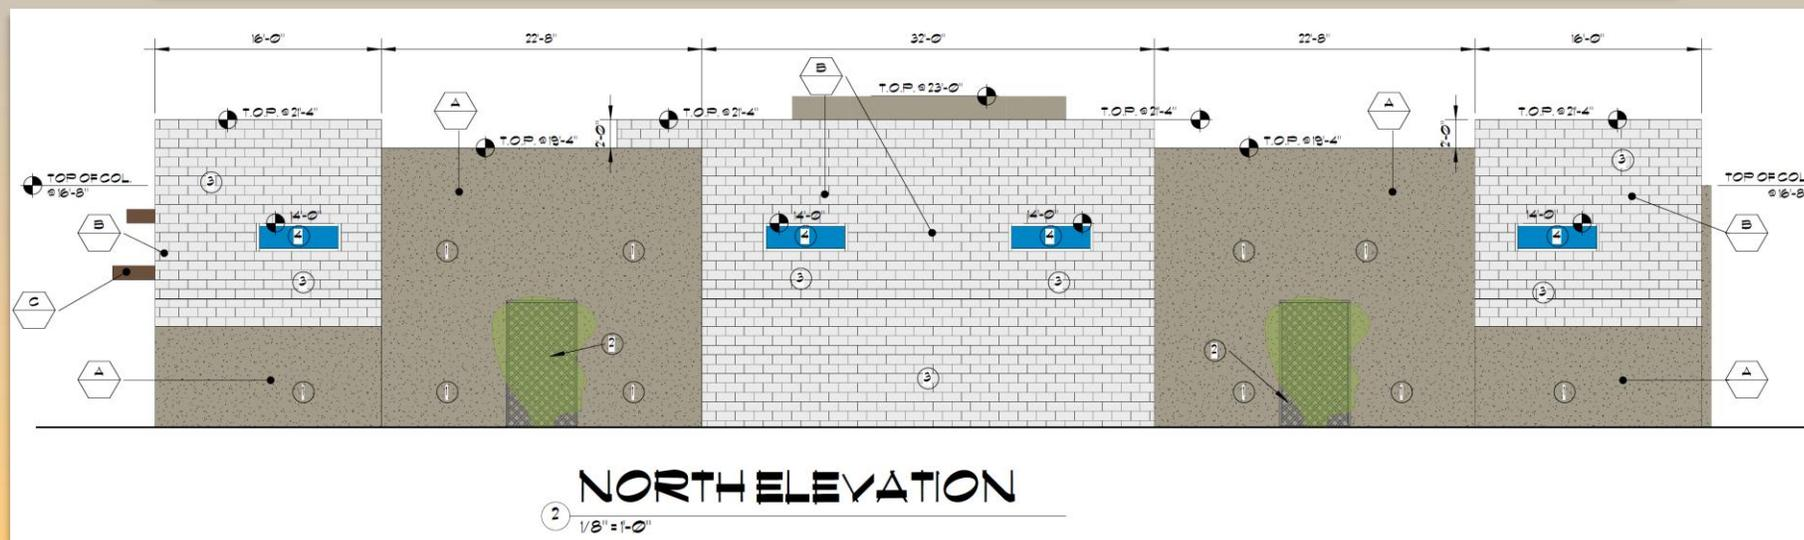 16'-0" 22'-8" 32'-0" 22'-8" 16'-0"
B
T.O.P. @ 23'-0"
A A
T.O.P. @ 21'-4" T.O.P. @ 21'-4" T.O.P. @ 21'-4" T.O.P. @ 21'-4"
2'-0" 2'-0"
T.O.P. @ 19'-4" T.O.P. @ 19'-4"
3
TOP OF COL. TOP OF COL
@ 16'-8" @ 16'-8"
3
14'-0" 14'-0" 14'-0" 14'-0"
B B
4 4 4 4
1 1 1 1
3 3 3 3
C
2 2
A A
3
1 1 1 1 1 1
NORTH ELEVATION
2
1/8" = 1'-0"